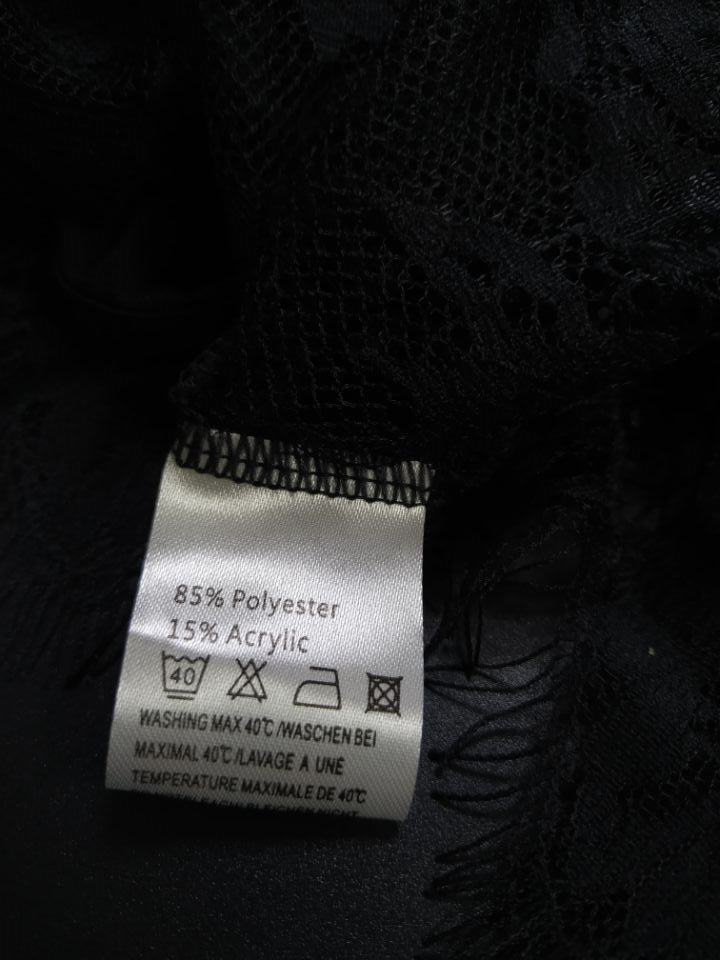 85% Polyester
15% Acrylic
40
WASHING MAX 40℃/WASCHEN BEI
MAXIMAL 40℃/LAVAGE A UNE
TEMPERATURE MAXIMALE DE 40℃